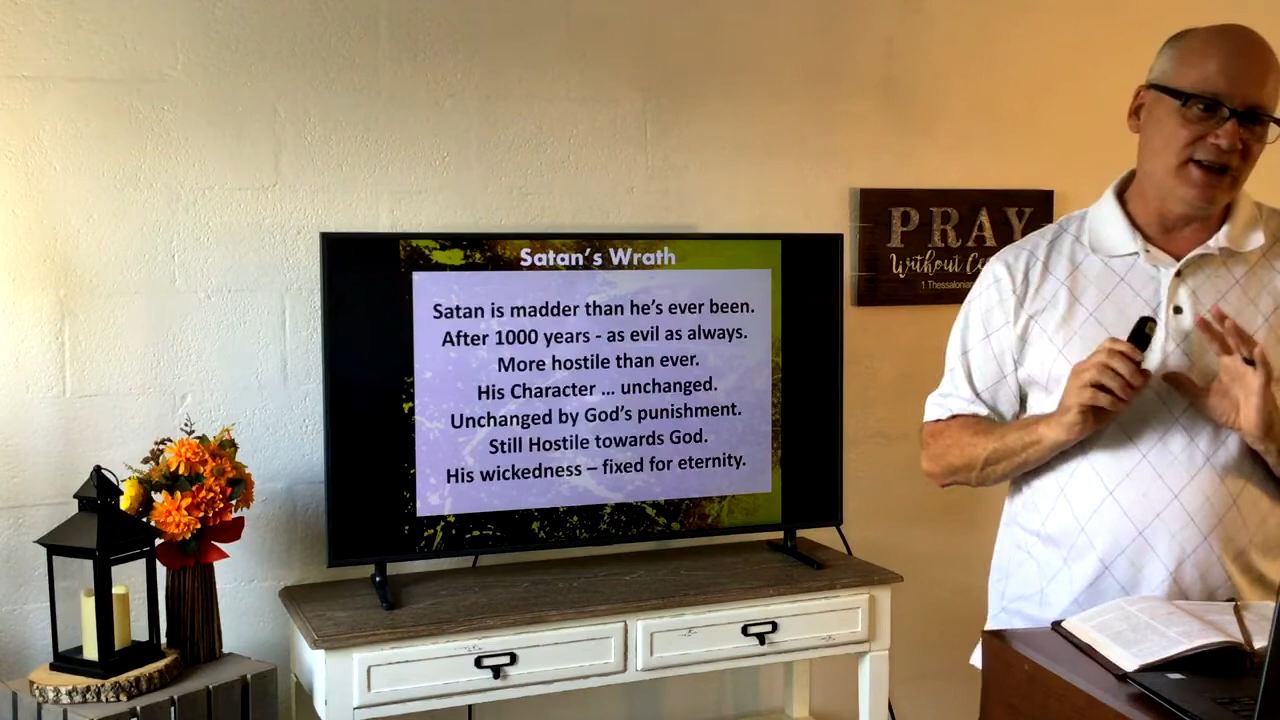 Satan's Wrath
Satan is madder than he's ever been.
After 1000 years - as evil as always.
More hostile than ever.
His Character ... unchanged.
Unchanged by God's punishment.
Still Hostile towards God.
His wickedness – fixed for eternity.
PRAY
Without
1